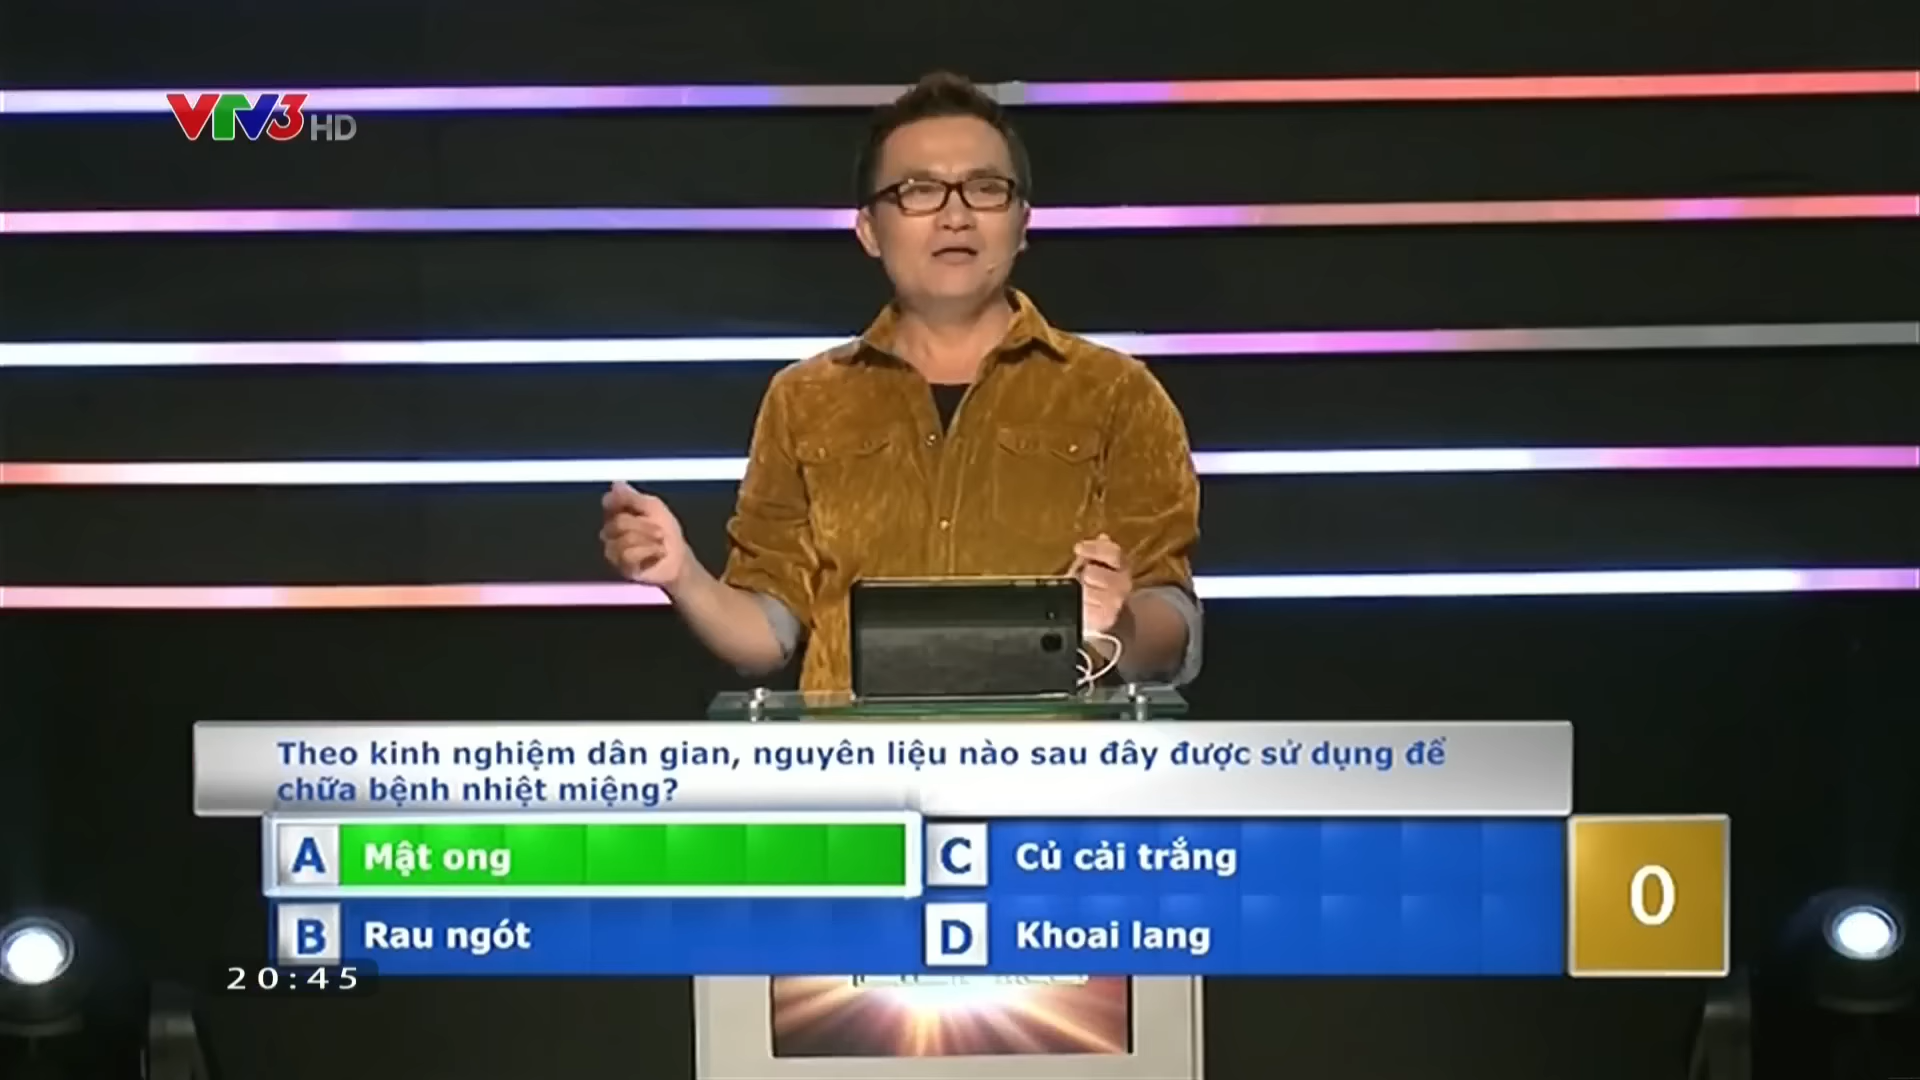 VTV3 HD
Theo kinh nghiệm dân gian, nguyên liệu nào sau đây được sử dụng để
chữa bệnh nhiệt miệng?
A Mật ong
C Củ cải trắng
0
B Rau ngót
D Khoai lang
20:45